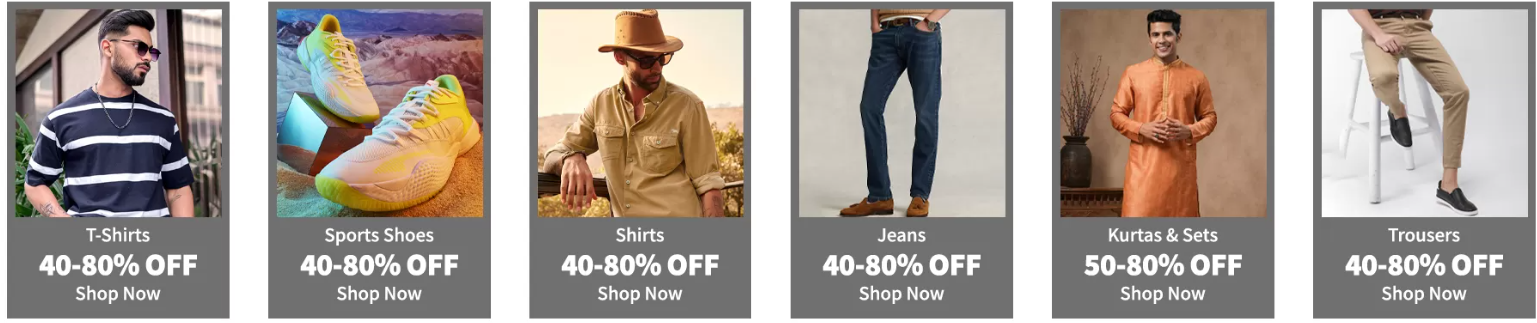 T-Shirts
40-80% OFF
Shop Now
Sports Shoes
40-80% OFF
Shop Now
Shirts
40-80% OFF
Shop Now
Jeans
40-80% OFF
Shop Now
Kurtas & Sets
50-80% OFF
Shop Now
Trousers
40-80% OFF
Shop Now